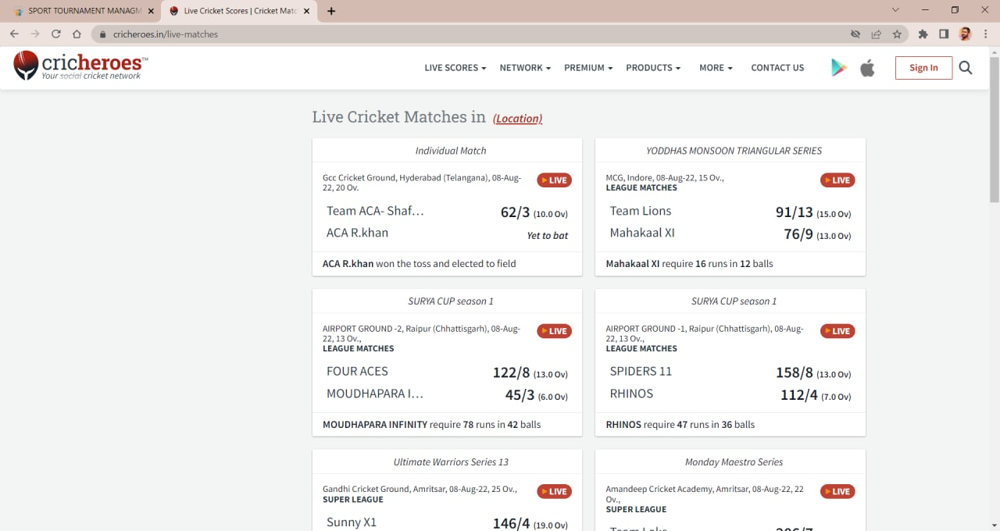 SPORT TOURNAMENT MANAGM
Live Cricket Scores | Cricket Matc
cricheroes.in/live-matches
cricheroes™
Your social cricket network
LIVE SCORES
NETWORK
PREMIUM
PRODUCTS
MORE
CONTACT US
Sign In
Live Cricket Matches in (Location)
Individual Match
Gcc Cricket Ground, Hyderabad (Telangana), 08-Aug-
22, 20 Ov.
LIVE
Team ACA- Shaf... 62/3 (10.0 Ov)
ACA R.khan Yet to bat
ACA R.khan won the toss and elected to field
YODDHAS MONSOON TRIANGULAR SERIES
MCG, Indore, 08-Aug-22, 15 Ov.,
LEAGUE MATCHES
LIVE
Team Lions 91/13 (15.0 Ov)
Mahakaal XI 76/9 (13.0 Ov)
Mahakaal XI require 16 runs in 12 balls
SURYA CUP season 1
AIRPORT GROUND -2, Raipur (Chhattisgarh), 08-Aug-
22, 13 Ov.,
LEAGUE MATCHES
LIVE
FOUR ACES 122/8 (13.0 Ov)
MOUDHAPARA I... 45/3 (6.0 Ov)
MOUDHAPARA INFINITY require 78 runs in 42 balls
SURYA CUP season 1
AIRPORT GROUND -1, Raipur (Chhattisgarh), 08-Aug-
22, 13 Ov.,
LEAGUE MATCHES
LIVE
SPIDERS 11 158/8 (13.0 Ov)
RHINOS 112/4 (7.0 Ov)
RHINOS require 47 runs in 36 balls
Ultimate Warriors Series 13
Gandhi Cricket Ground, Amritsar, 08-Aug-22, 25 Ov.,
SUPER LEAGUE
LIVE
Sunny X1 146/4 (19.0 Ov)
Monday Maestro Series
Amandeep Cricket Academy, Amritsar, 08-Aug-22, 22
Ov.,
SUPER LEAGUE
LIVE